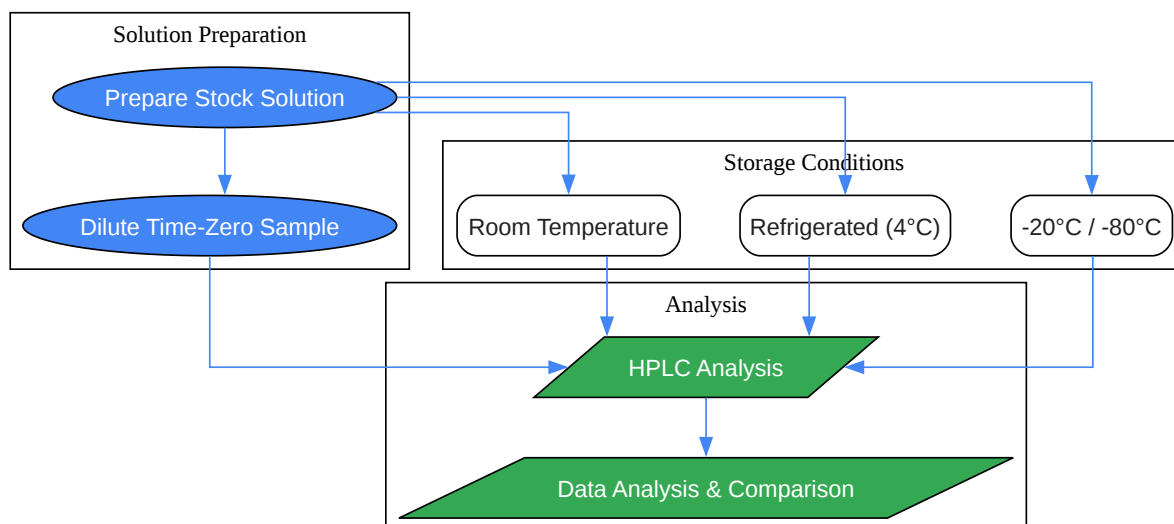 Solution Preparation
Prepare Stock Solution
Dilute Time-Zero Sample
Storage Conditions
Room Temperature
Refrigerated (4°C)
-20°C / -80°C
Analysis
HPLC Analysis
Data Analysis & Comparison